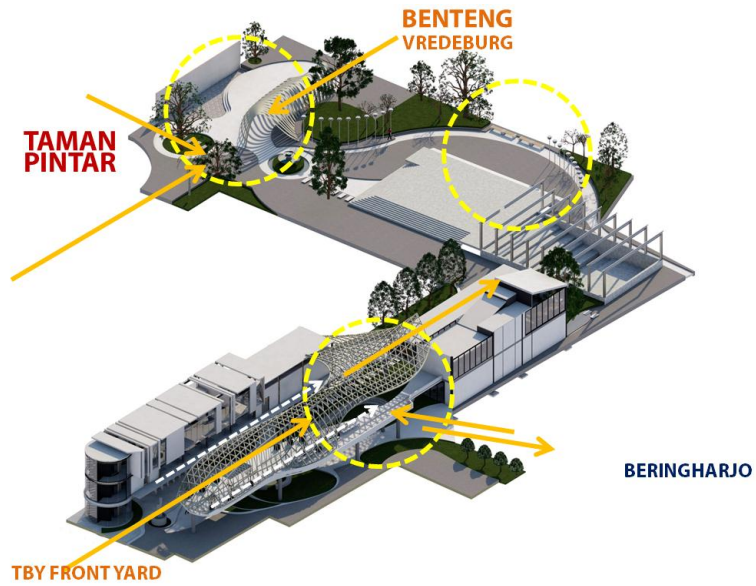 BENTENG
VREDEBURG
TAMAN
PINTAR
BERINGHARJO
TBY FRONT YARD